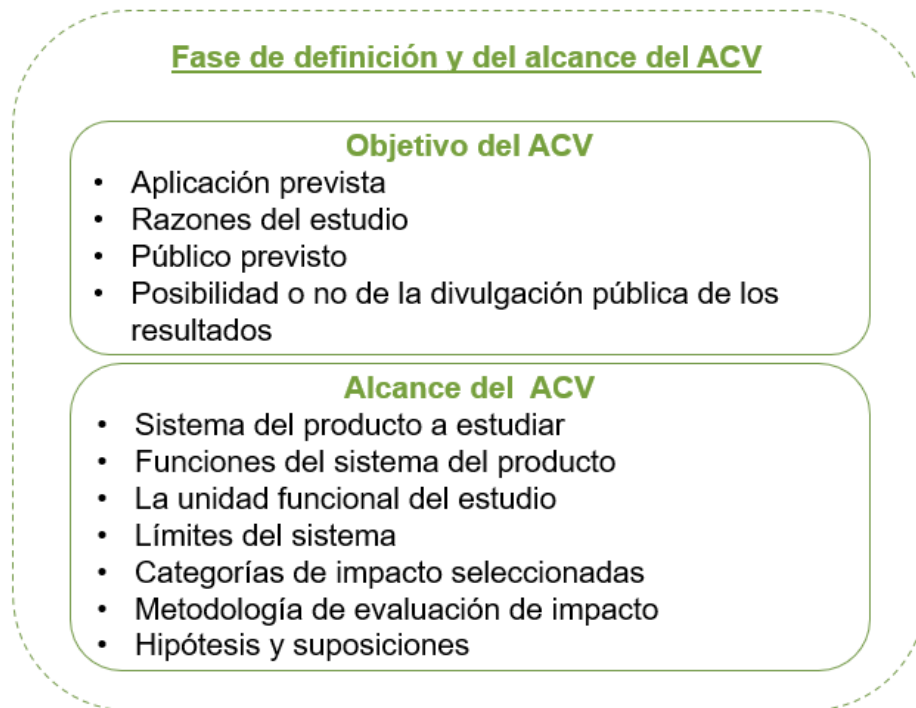 Fase de definición y del alcance del ACV
Objetivo del ACV
• Aplicación prevista
• Razones del estudio
• Público previsto
• Posibilidad o no de la divulgación pública de los
resultados
Alcance del ACV
• Sistema del producto a estudiar
• Funciones del sistema del producto
• La unidad funcional del estudio
• Límites del sistema
• Categorías de impacto seleccionadas
• Metodología de evaluación de impacto
• Hipótesis y suposiciones